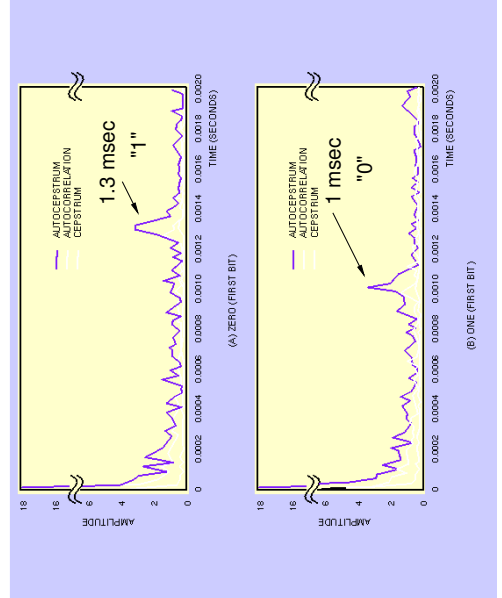 18
6
4
2
0
AMPLITUDE
AUTOCEPSTRUM
AUTOCORRELATION
CEPSTRUM
1.3 msec
"1"
0 0.0002 0.0004 0.0006 0.0008 0.0010 0.0012 0.0014 0.0016 0.0018 0.0020
TIME (SECONDS)
(A) ZERO (FIRST BIT)
18
6
4
2
0
AMPLITUDE
AUTOCEPSTRUM
AUTOCORRELATION
CEPSTRUM
1 msec
"0"
0 0.0002 0.0004 0.0006 0.0008 0.0010 0.0012 0.0014 0.0016 0.0018 0.0020
TIME (SECONDS)
(B) ONE (FIRST BIT)